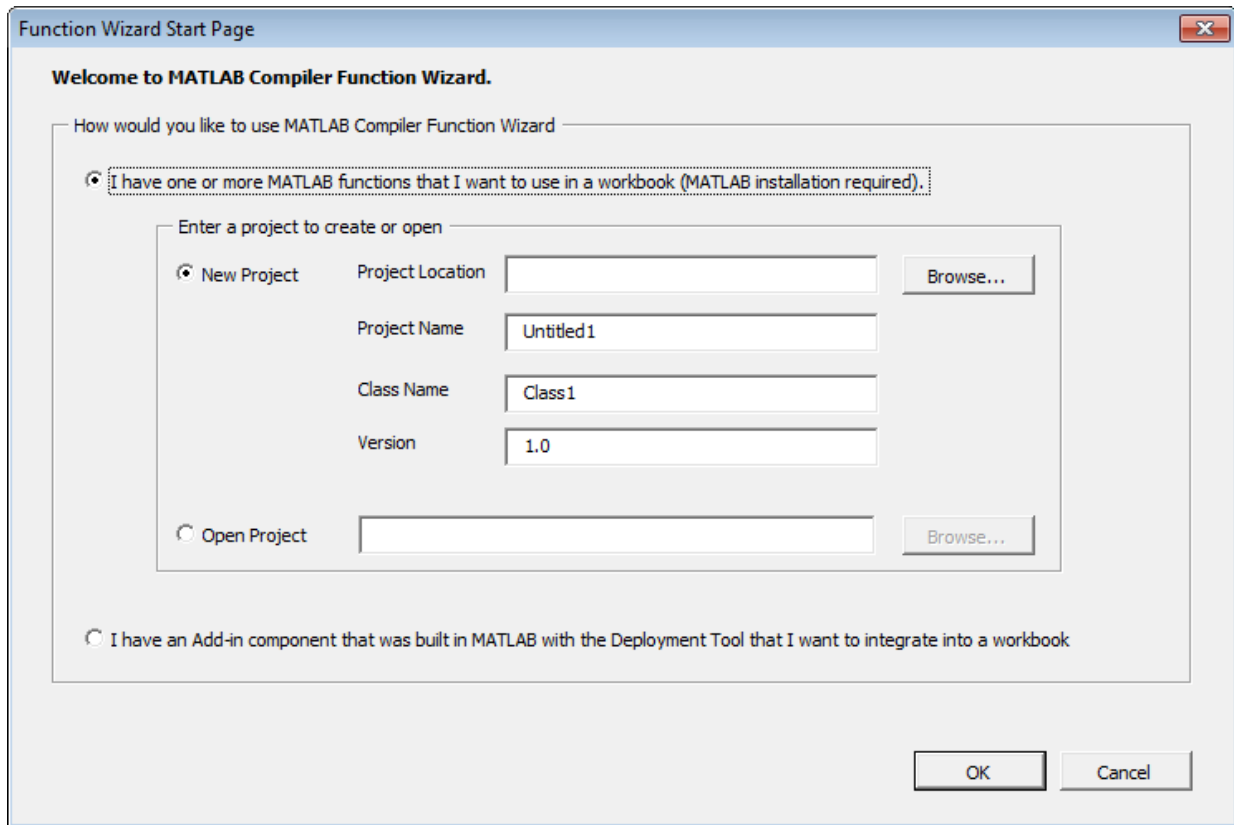 Function Wizard Start Page
Welcome to MATLAB Compiler Function Wizard.
How would you like to use MATLAB Compiler Function Wizard
I have one or more MATLAB functions that I want to use in a workbook (MATLAB installation required).
Enter a project to create or open
New Project Project Location Browse...
Project Name Untitled1
Class Name Class1
Version 1.0
Open Project Browse...
I have an Add-in component that was built in MATLAB with the Deployment Tool that I want to integrate into a workbook
OK Cancel